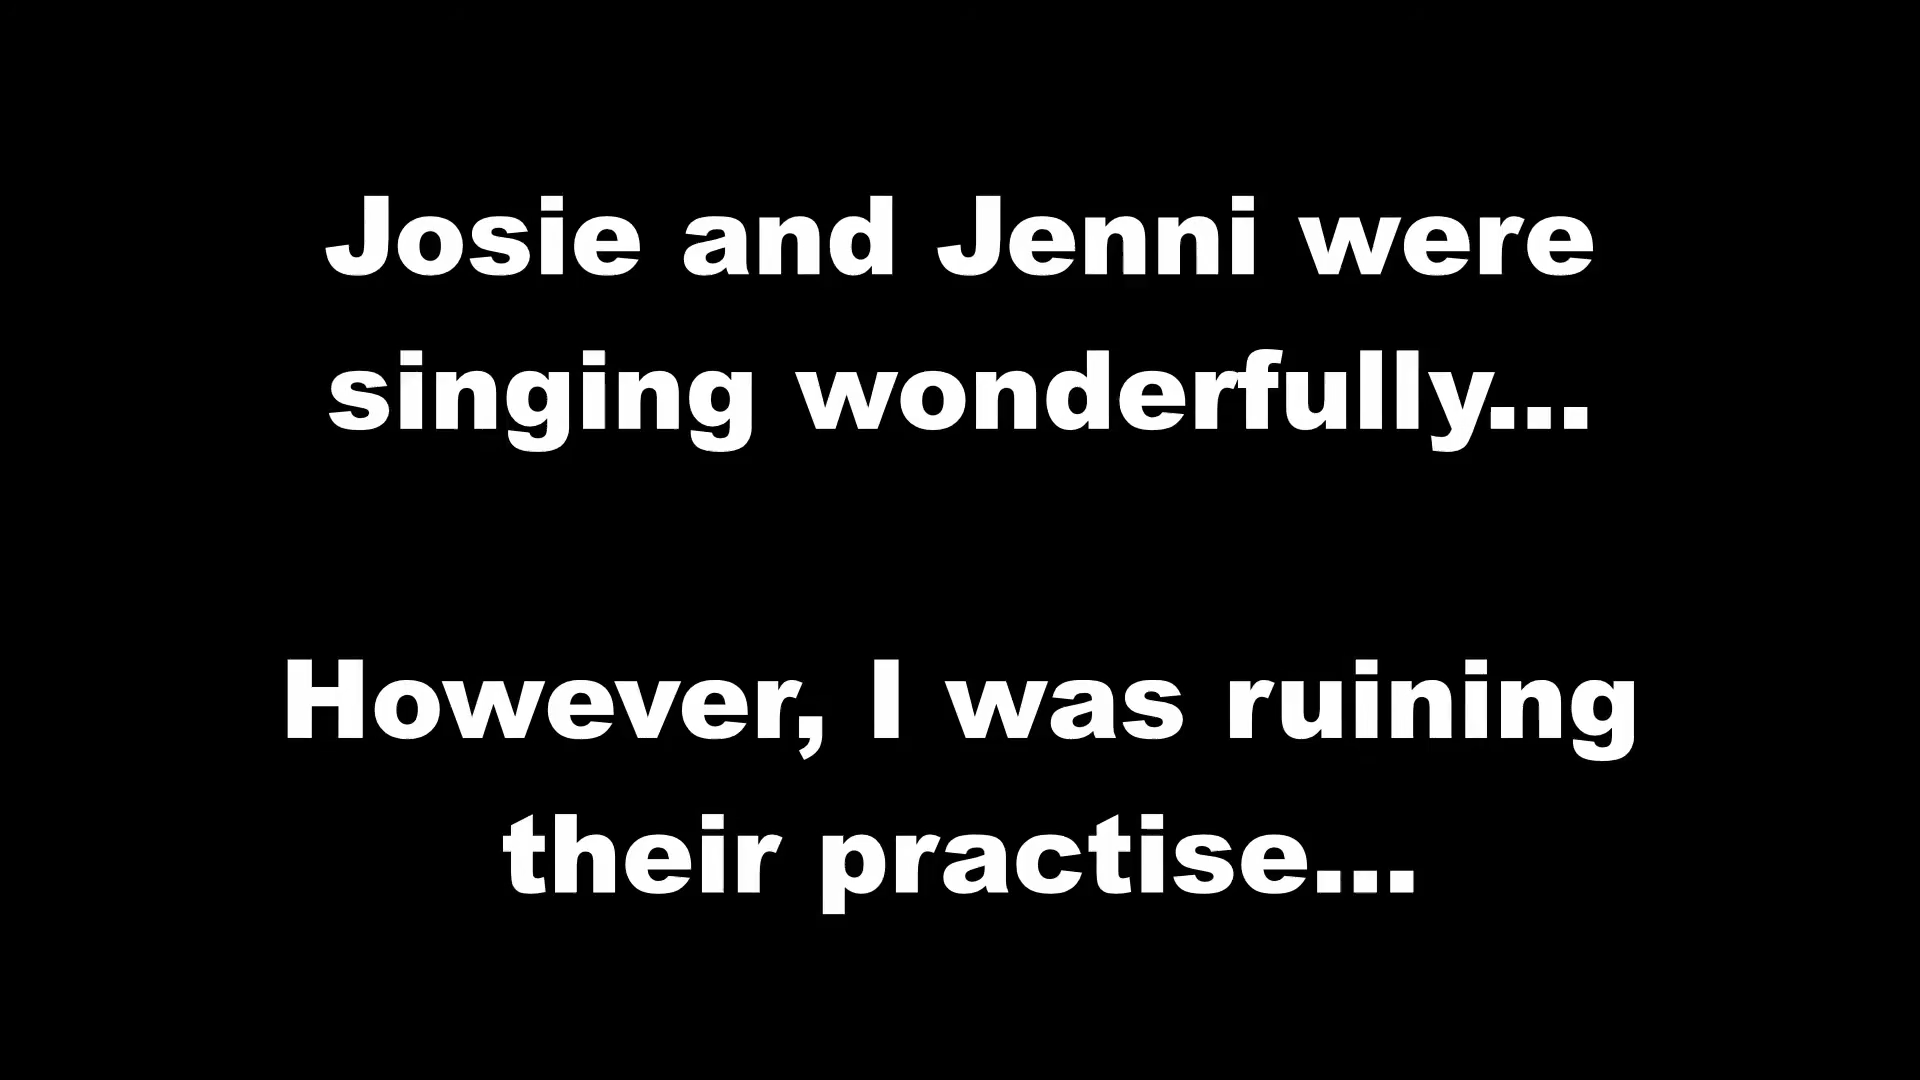 Josie and Jenni were
singing wonderfully...
However, I was ruining
their practise...